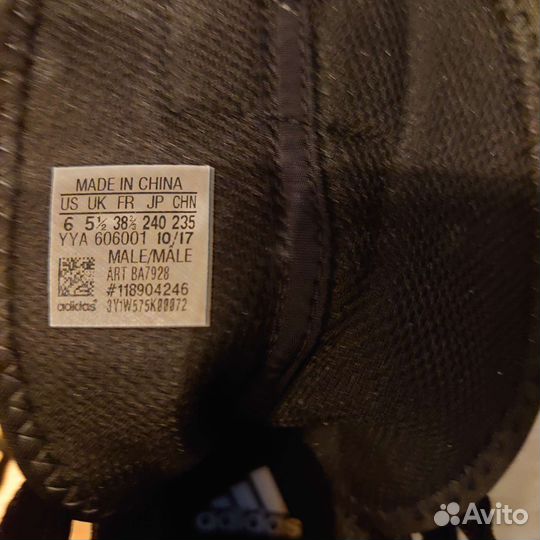 MADE IN CHINA
US UK FR JP CHN
6 5½ 38⅔ 240 235
YYA 606001 10/17
MALE/MALE
ART BA7928
#118904246
adidas 3Y1W575K00072
adidas
Avito